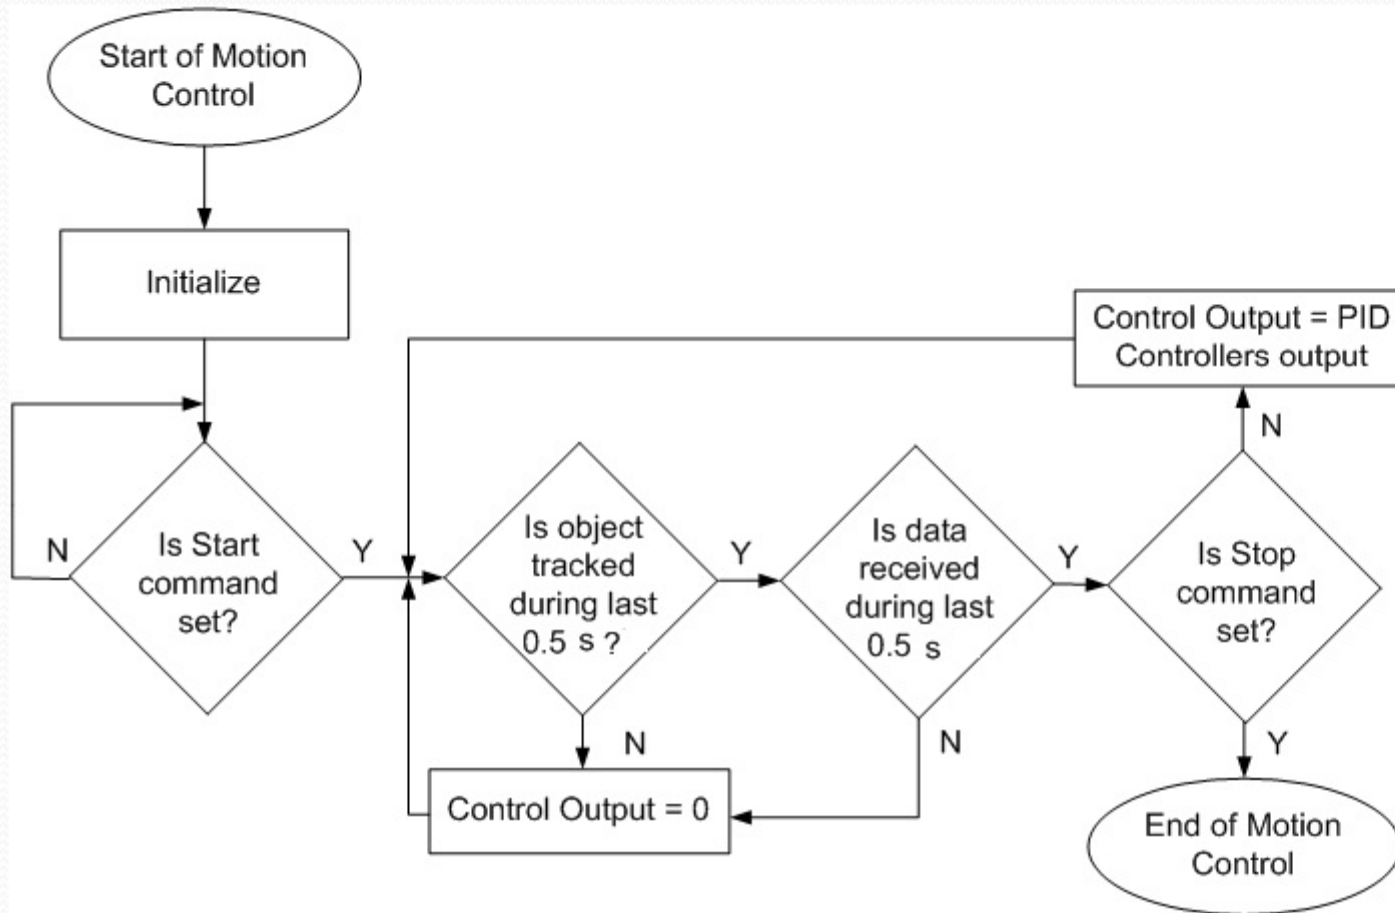 Start of Motion
Control
Initialize
Is Start
command
set?
N
Y
Is object
tracked
during last
0.5 s ?
Y
N
Control Output = 0
Is data
received
during last
0.5 s
Y
N
Is Stop
command
set?
N
Control Output = PID
Controllers output
Y
End of Motion
Control